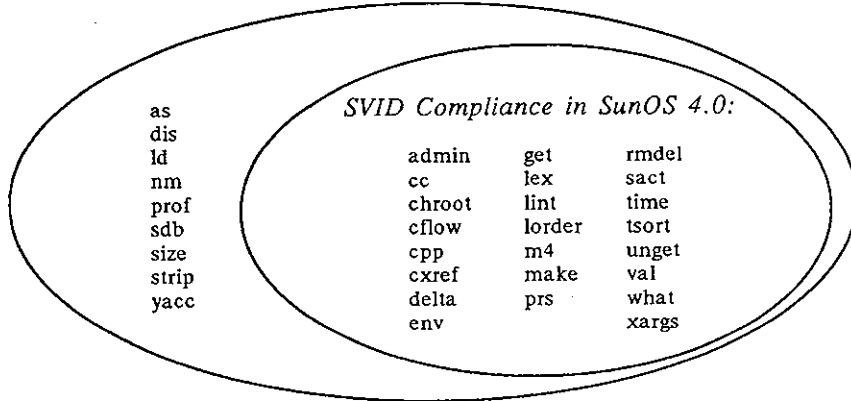 SVID Compliance in SunOS 4.0:
as
dis
ld
nm
prof
sdb
size
strip
yacc
admin get rmdel
cc lex sact
chroot lint time
cflow lorder tsort
cpp m4 unget
cxref make val
delta prs what
env xargs